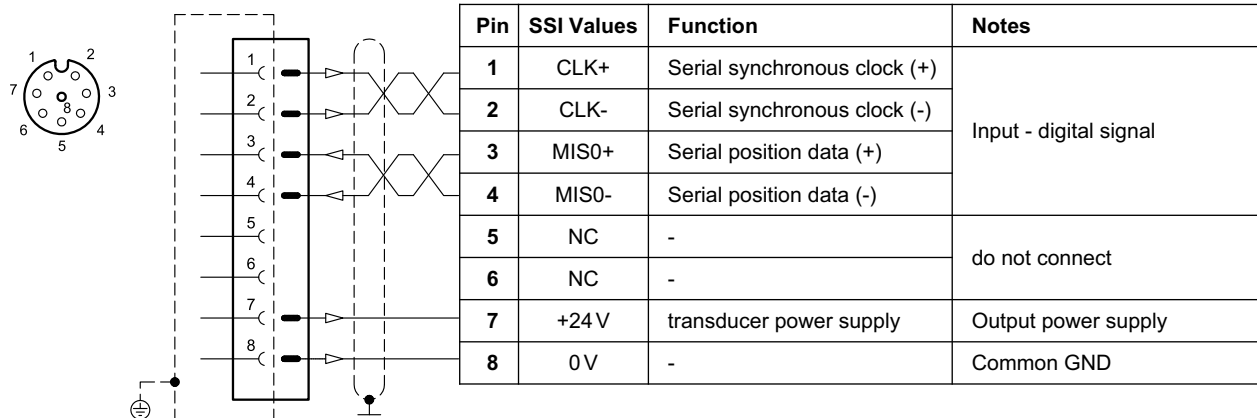 Pin SSI Values Function Notes
1 CLK+ Serial synchronous clock (+)
2 CLK- Serial synchronous clock (-)
Input - digital signal
3 MIS0+ Serial position data (+)
4 MIS0- Serial position data (-)
5 NC -
do not connect
6 NC -
7 +24 V transducer power supply Output power supply
8 0 V - Common GND
1 2
7 8 3
6 4
5
1
2
3
4
5
6
7
8